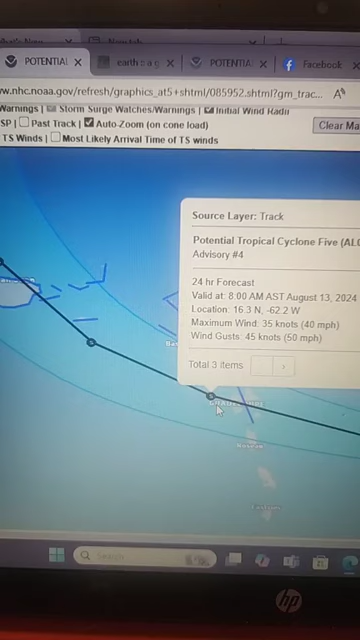 POTENTIAL
earth :: a g
POTENTIAL
Facebook
ww.nhc.noaa.gov/refresh/graphics_at5+shtml/085952.shtml?gm_trac...
Warnings | Storm Surge Watches/Warnings | Initial Wind Radii
SP | Past Track | Auto-Zoom (on cone load)
Clear Ma
TS Winds | Most Likely Arrival Time of TS winds
Source Layer: Track
Potential Tropical Cyclone Five (AL0
Advisory #4
24 hr Forecast
Valid at: 8:00 AM AST August 13, 2024
Location: 16.3 N, -62.2 W
Maximum Wind: 35 knots (40 mph)
Wind Gusts: 45 knots (50 mph)
Total 3 items
Search
hp